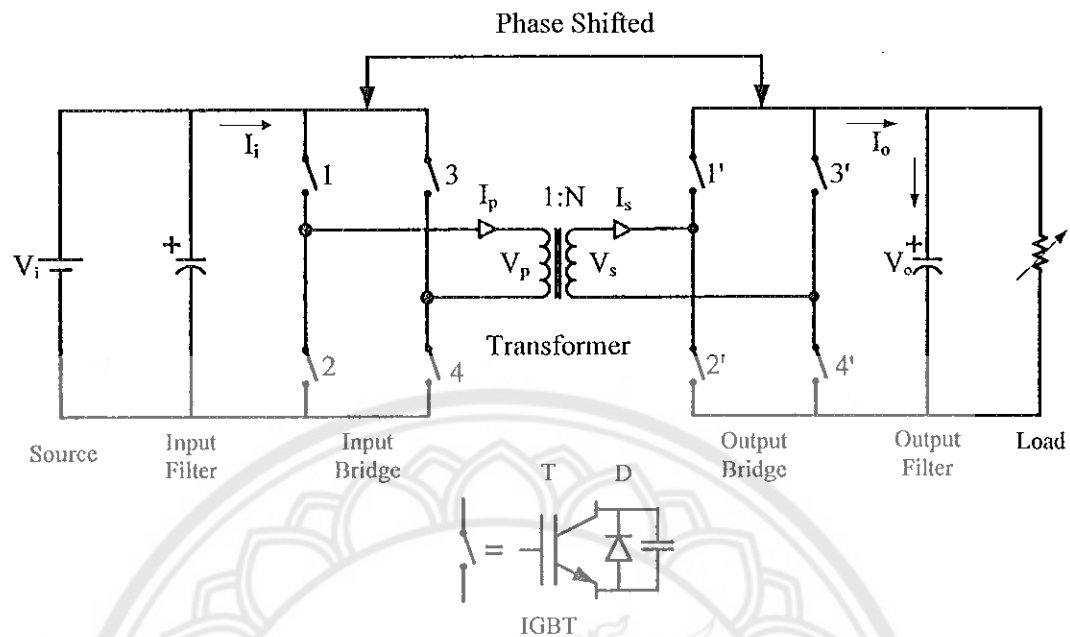 Phase Shifted
I_i
1
3
I_p
1:N
I_s
1'
3'
I_o
V_i
+
V_p
V_s
V_o
+
Transformer
2
4
2'
4'
Source
Input Filter
Input Bridge
Output Bridge
Output Filter
Load
T
D
=
IGBT